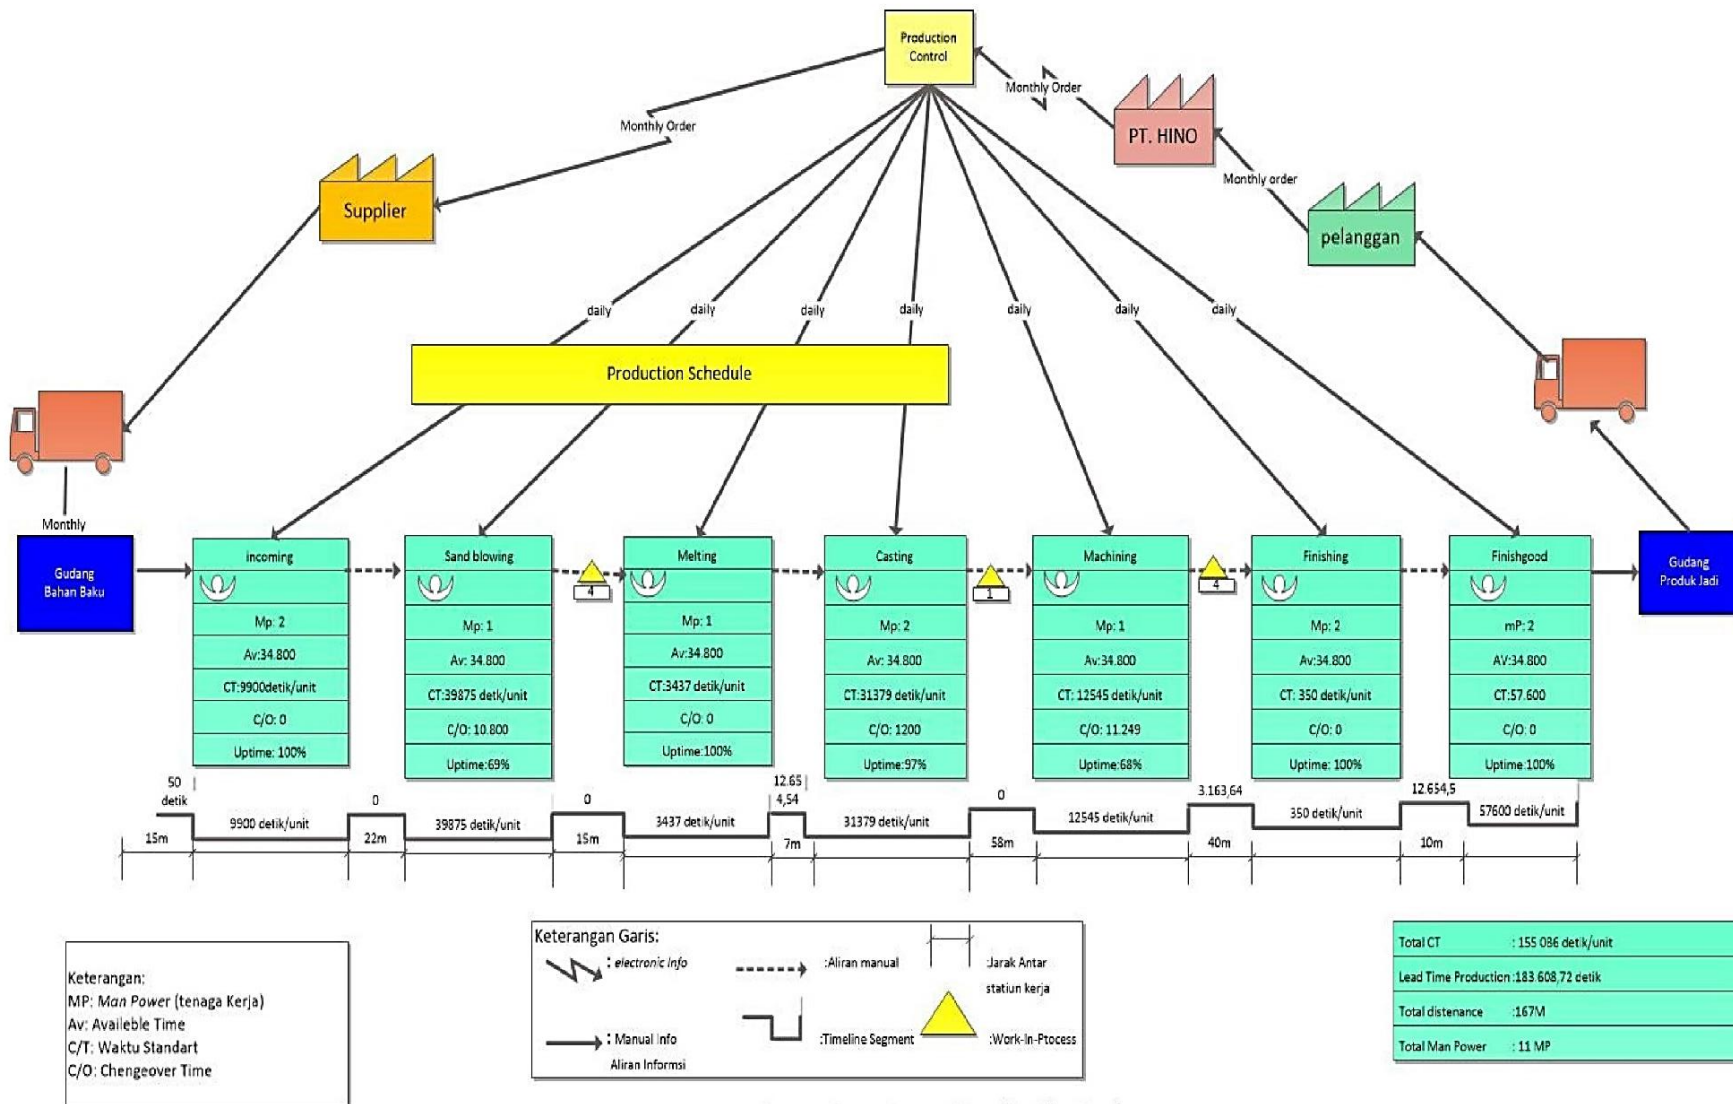 Production
Control
Monthly Order
PT. HINO
Monthly order
pelanggan
Monthly Order
Supplier
daily
daily
daily
daily
daily
daily
daily
Production Schedule
Monthly
Gudang
Bahan Baku
incoming
Mp: 2
Av:34.800
CT:9900detik/unit
C/O: 0
Uptime: 100%
Sand blowing
Mp: 1
Av: 34.800
CT:39875 detk/unit
C/O: 10.800
Uptime:69%
4
Melting
Mp: 1
Av:34.800
CT:3437 detik/unit
C/O: 0
Uptime:100%
Casting
Mp: 2
Av: 34.800
CT:31379 detik/unit
C/O: 1200
Uptime:97%
1
Machining
Mp: 1
Av:34.800
CT: 12545 detik/unit
C/O: 11.249
Uptime:68%
4
Finishing
Mp: 2
Av:34.800
CT: 350 detik/unit
C/O: 0
Uptime: 100%
Finishgood
mP: 2
AV:34.800
CT:57.600
C/O: 0
Uptime: 100%
Gudang
Produk Jadi
50
detik
9900 detik/unit
0
39875 detik/unit
0
3437 detik/unit
12.65
4,54
31379 detik/unit
0
12545 detik/unit
3.163,64
350 detik/unit
12.654,5
57600 detik/unit
15m
22m
15m
7m
58m
40m
10m
Keterangan:
MP: Man Power (tenaga Kerja)
Av: Availeble Time
C/T: Waktu Standart
C/O: Chengeover Time
Keterangan Garis:
: electronic Info
:Aliran manual
:Jarak Antar
statiun kerja
: Manual Info
Aliran Informsi
:Timeline Segment
:Work-In-Ptocess
Total CT : 155 086 detik/unit
Lead Time Production :183.608,72 detik
Total distenance :167M
Total Man Power : 11 MP